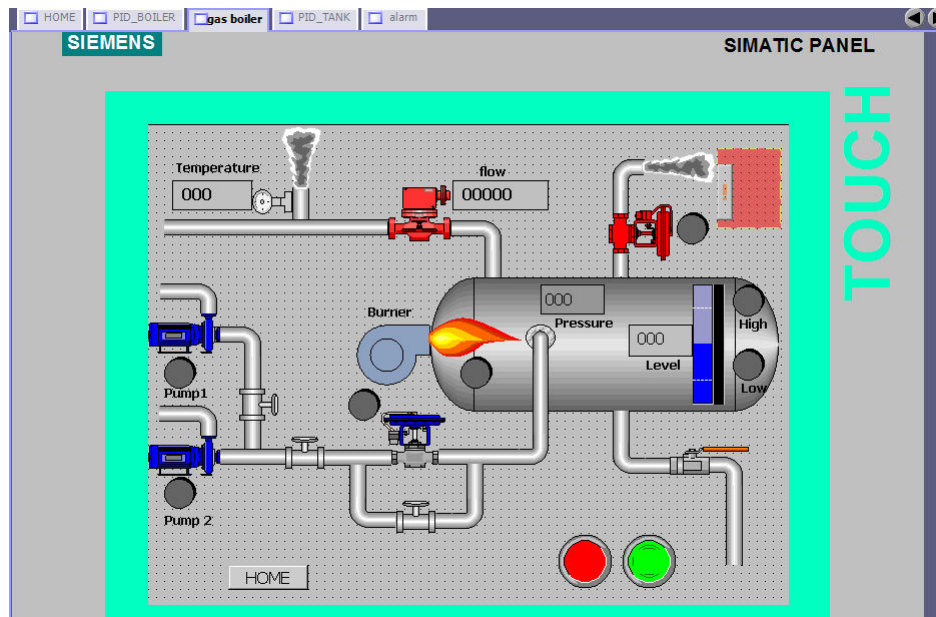 HOME
PID_BOILER
gas boiler
PID_TANK
alarm
SIEMENS
SIMATIC PANEL
TOUCH
Temperature
000
flow
00000
Burner
000
Pressure
000
Level
High
Low
Pump1
Pump 2
HOME